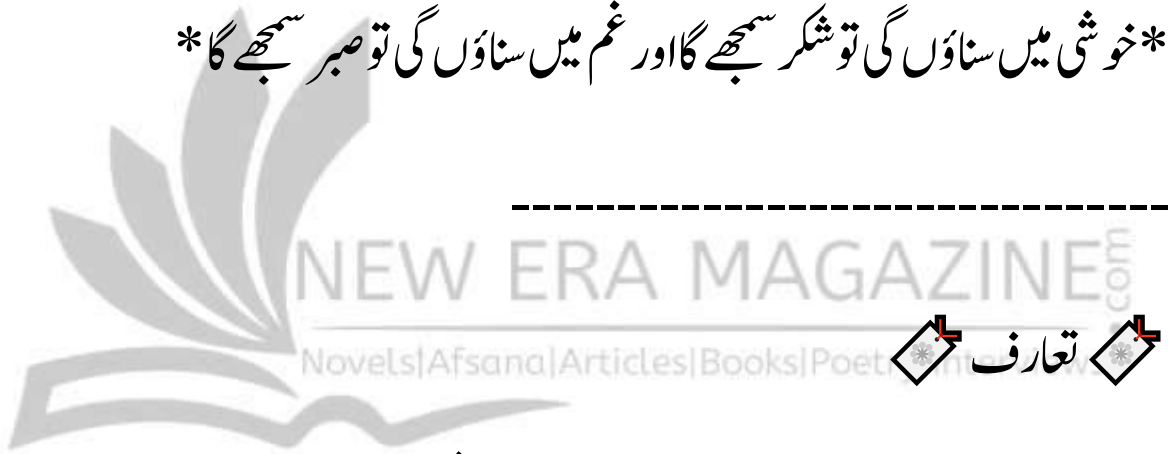 *خوشی میں سناؤں گی تو شکر سمجھے گا اور غم میں سناؤں گی تو صبر سمجھے گا*
--------------------------------
NEW ERA MAGAZINE.com
تعارف
Novels|Afsana|Articles|Books|Poetry